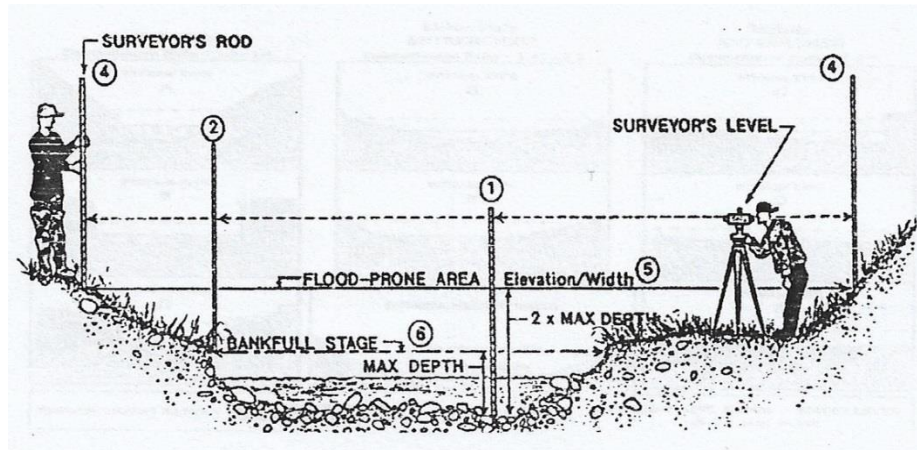 SURVEYOR'S ROD
4
4
2
SURVEYOR'S LEVEL
1
FLOOD-PRONE AREA Elevation/Width 5
2 x MAX DEPTH
BANKFULL STAGE 6
MAX DEPTH